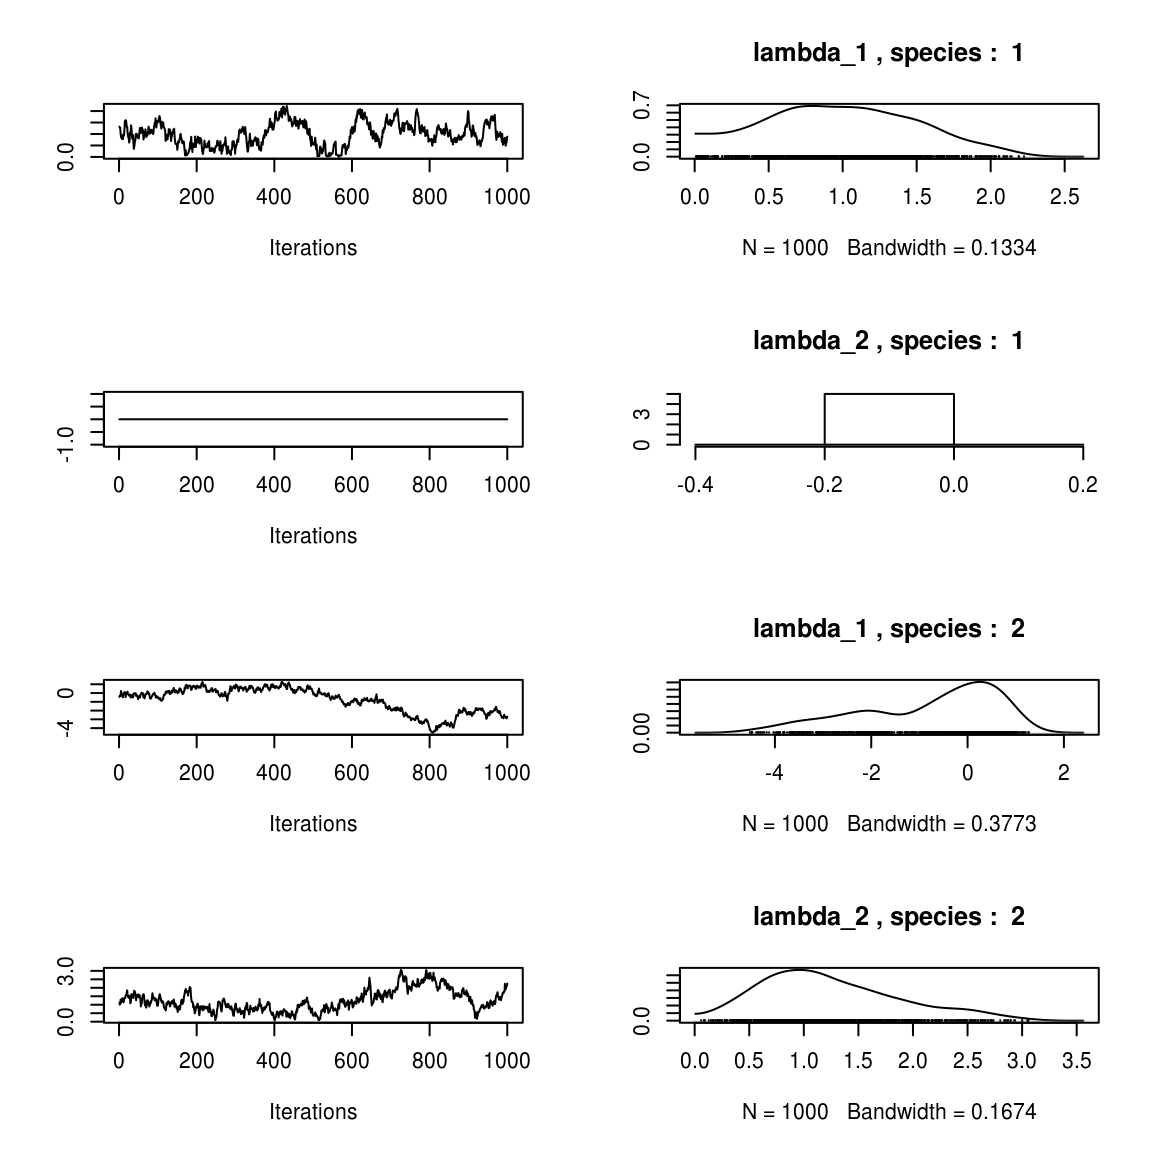 lambda_1 , species : 1
0.0
0 200 400 600 800 1000
Iterations
0.0 0.7
0.0 0.5 1.0 1.5 2.0 2.5
N = 1000 Bandwidth = 0.1334
lambda_2 , species : 1
-1.0
0 200 400 600 800 1000
Iterations
0 3
-0.4 -0.2 0.0 0.2
lambda_1 , species : 2
-4 0
0 200 400 600 800 1000
Iterations
0.00
-4 -2 0 2
N = 1000 Bandwidth = 0.3773
lambda_2 , species : 2
0.0 3.0
0 200 400 600 800 1000
Iterations
0.0
0.0 0.5 1.0 1.5 2.0 2.5 3.0 3.5
N = 1000 Bandwidth = 0.1674